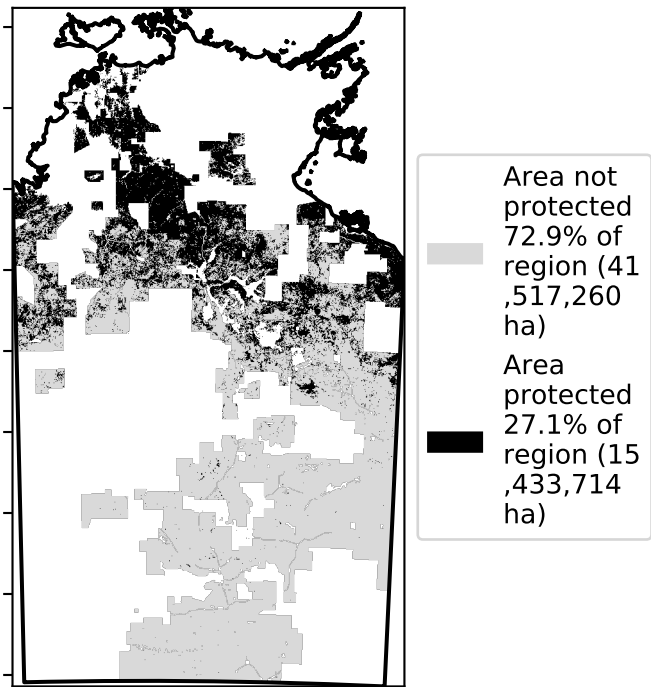 Area not
protected
72.9% of
region (41
,517,260
ha)
Area
protected
27.1% of
region (15
,433,714
ha)